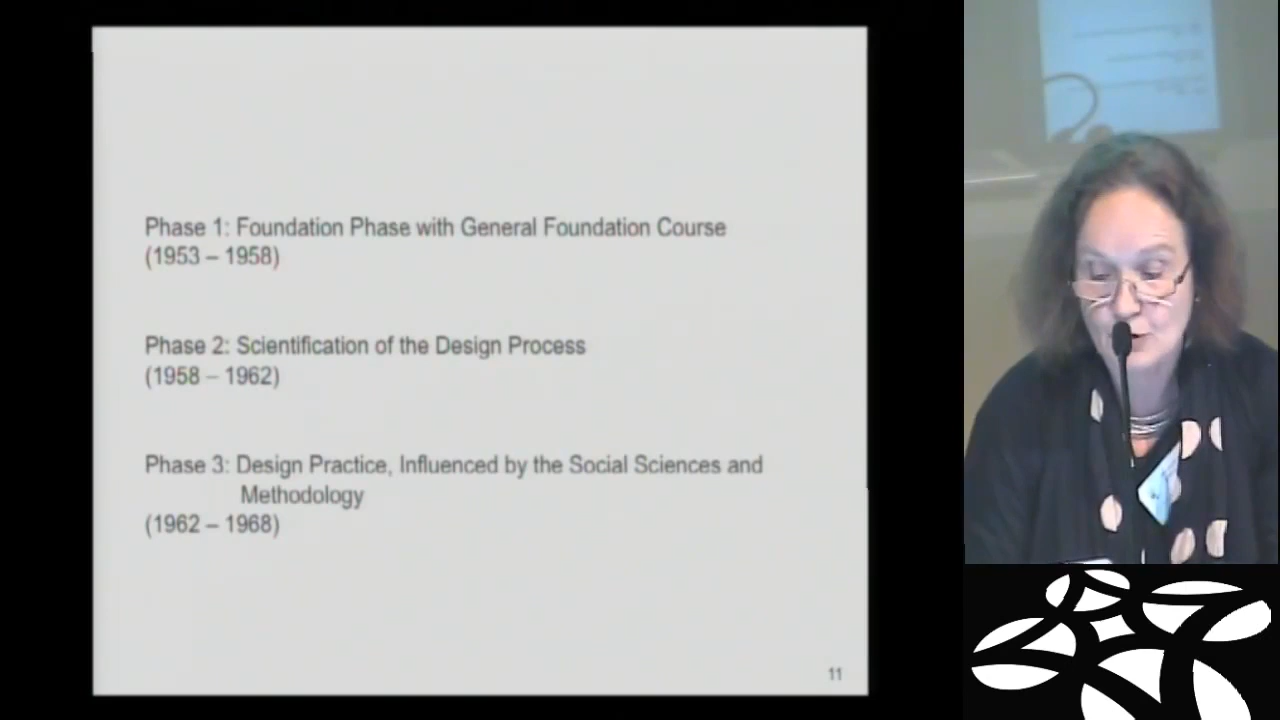 Phase 1: Foundation Phase with General Foundation Course
(1953 – 1958)
Phase 2: Scientification of the Design Process
(1958 – 1962)
Phase 3: Design Practice, Influenced by the Social Sciences and
Methodology
(1962 – 1968)
11